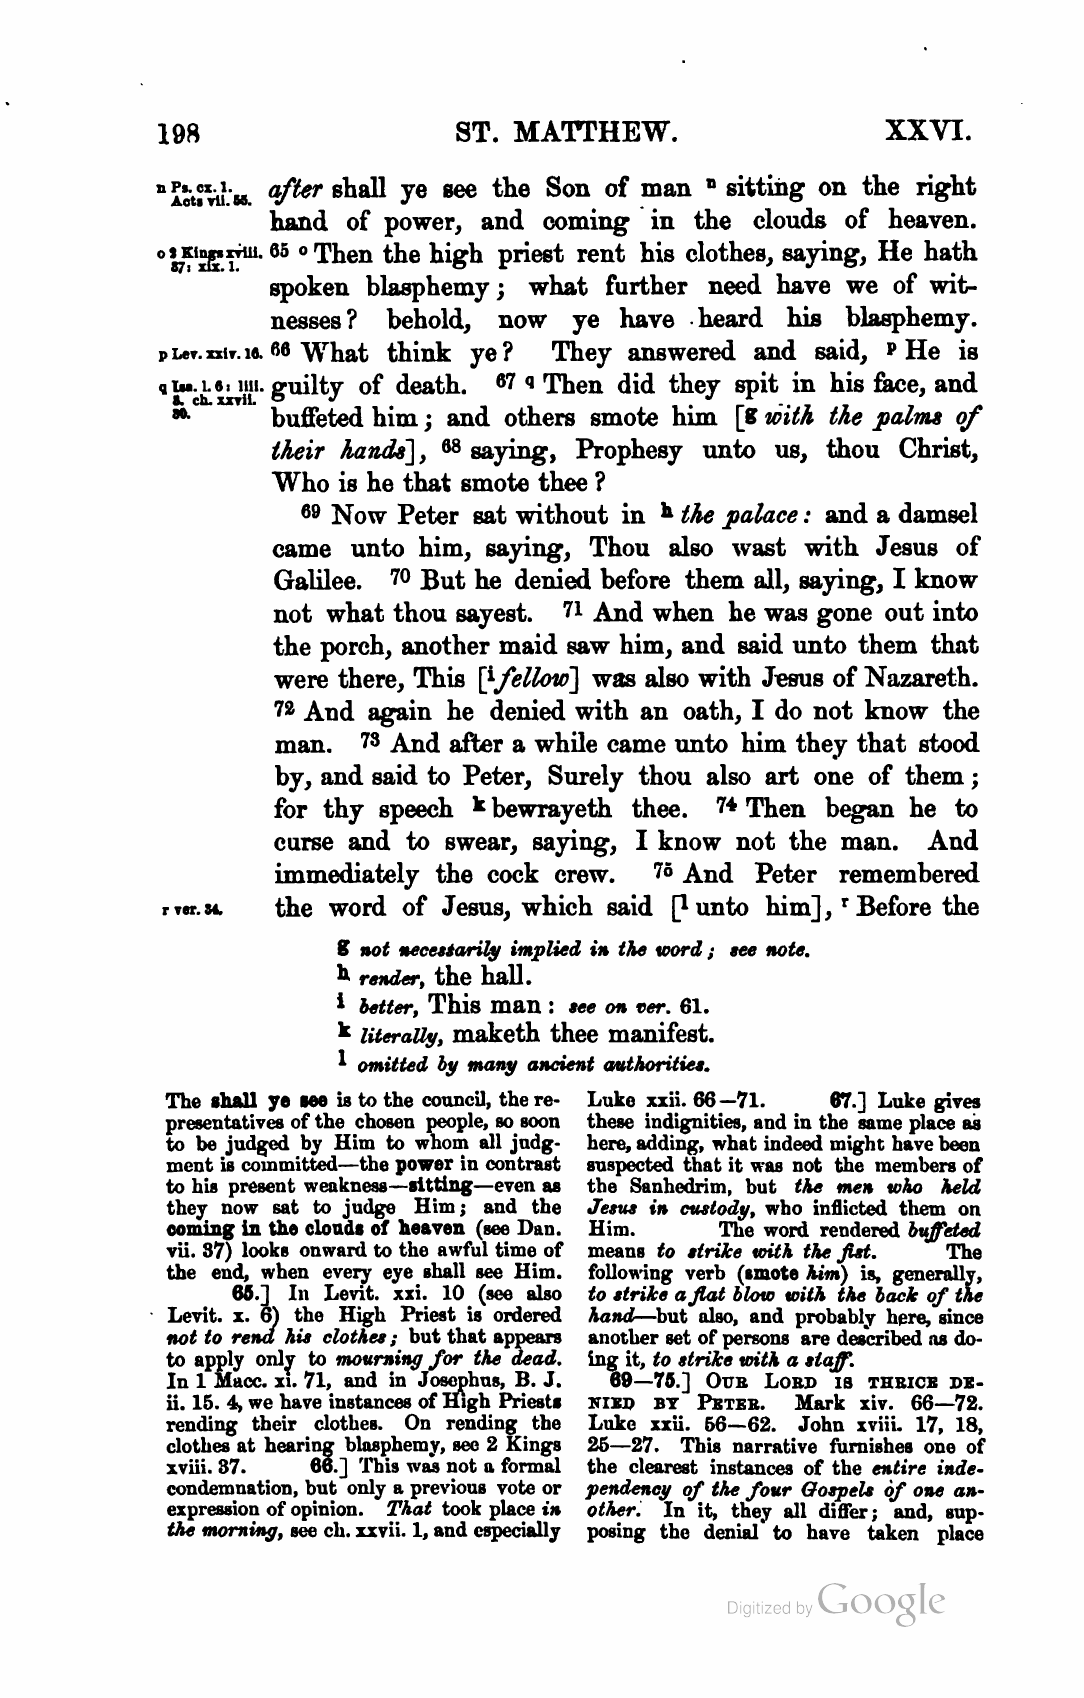 198 ST. MATTHEW. XXVI.
n Ps. cx. 1. after shall ye see the Son of man n sitting on the right
Acts vii. 55.
hand of power, and coming in the clouds of heaven.
o 2 Kings xviii. 65 o Then the high priest rent his clothes, saying, He hath
37: xix. 1.
spoken blasphemy; what further need have we of wit-
nesses? behold, now ye have heard his blasphemy.
p Lev. xxiv. 16. 66 What think ye? They answered and said, p He is
q Isa. l. 6: liii. guilty of death. 67 q Then did they spit in his face, and
ch. xxvii.
30. buffeted him; and others smote him [g with the palms of
their hands], 68 saying, Prophesy unto us, thou Christ,
Who is he that smote thee?
69 Now Peter sat without in h the palace: and a damsel
came unto him, saying, Thou also wast with Jesus of
Galilee. 70 But he denied before them all, saying, I know
not what thou sayest. 71 And when he was gone out into
the porch, another maid saw him, and said unto them that
were there, This [i fellow] was also with Jesus of Nazareth.
72 And again he denied with an oath, I do not know the
man. 73 And after a while came unto him they that stood
by, and said to Peter, Surely thou also art one of them;
for thy speech k bewrayeth thee. 74 Then began he to
curse and to swear, saying, I know not the man. And
immediately the cock crew. 75 And Peter remembered
r ver. 34. the word of Jesus, which said [l unto him], r Before the
g not necessarily implied in the word; see note.
h render, the hall.
i better, This man: see on ver. 61.
k literally, maketh thee manifest.
l omitted by many ancient authorities.
The shall ye see is to the council, the re-
presentatives of the chosen people, so soon
to be judged by Him to whom all judg-
ment is committed—the power in contrast
to his present weakness—sitting—even as
they now sat to judge Him; and the
coming in the clouds of heaven (see Dan.
vii. 37) looks onward to the awful time of
the end, when every eye shall see Him.
65.] In Levit. xxi. 10 (see also
Levit. x. 6) the High Priest is ordered
not to rend his clothes; but that appears
to apply only to mourning for the dead.
In 1 Macc. xi. 71, and in Josephus, B. J.
ii. 15. 4, we have instances of High Priests
rending their clothes. On rending the
clothes at hearing blasphemy, see 2 Kings
xviii. 37. 66.] This was not a formal
condemnation, but only a previous vote or
expression of opinion. That took place in
the morning, see ch. xxvii. 1, and especially
Luke xxii. 66—71. 67.] Luke gives
these indignities, and in the same place as
here, adding, what indeed might have been
suspected that it was not the members of
the Sanhedrim, but the men who held
Jesus in custody, who inflicted them on
Him. The word rendered buffeted
means to strike with the fist. The
following verb (smote him) is, generally,
to strike a flat blow with the back of the
hand—but also, and probably here, since
another set of persons are described as do-
ing it, to strike with a staff.
69—75.] OUR LORD IS THRICE DE-
NIED BY PETER. Mark xiv. 66—72.
Luke xxii. 56—62. John xviii. 17, 18,
25—27. This narrative furnishes one of
the clearest instances of the entire inde-
pendency of the four Gospels of one an-
other. In it, they all differ; and, sup-
posing the denial to have taken place
Digitized by Google